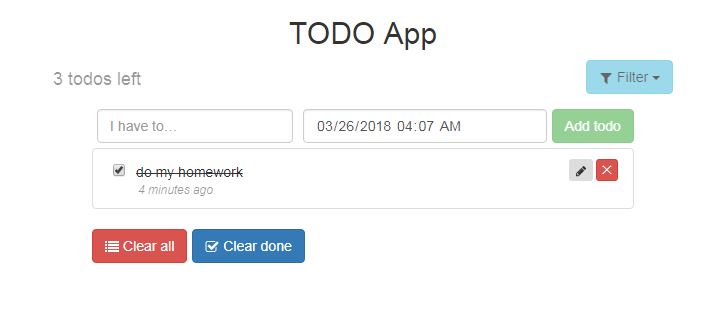 TODO App
3 todos left
Filter
I have to...
03/26/2018 04:07 AM
Add todo
do my homework
4 minutes ago
Clear all
Clear done